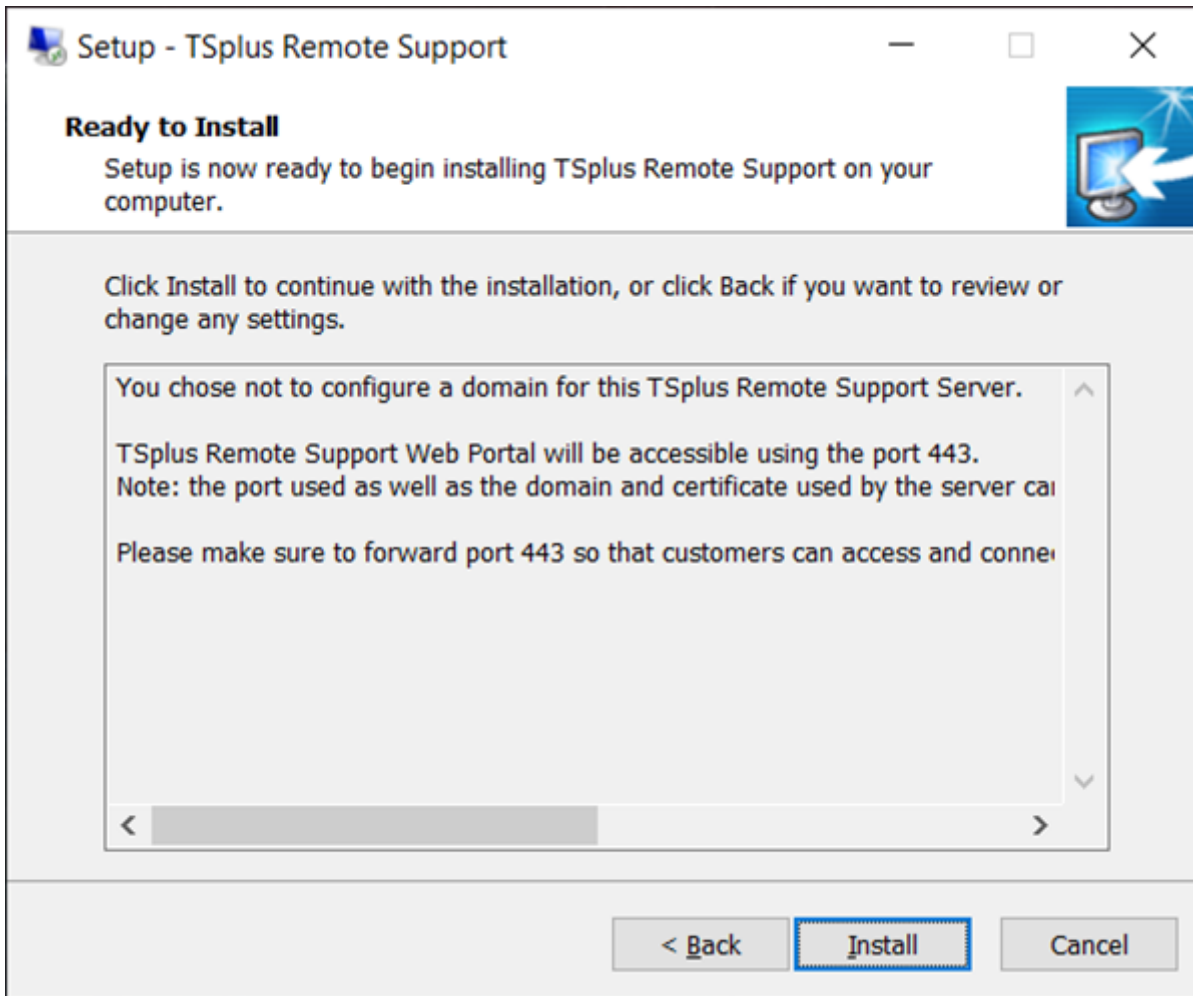 Setup - TSplus Remote Support
Ready to Install
Setup is now ready to begin installing TSplus Remote Support on your
computer.
Click Install to continue with the installation, or click Back if you want to review or
change any settings.
You chose not to configure a domain for this TSplus Remote Support Server.
TSplus Remote Support Web Portal will be accessible using the port 443.
Note: the port used as well as the domain and certificate used by the server
Please make sure to forward port 443 so that customers can access and
< Back
Install
Cancel